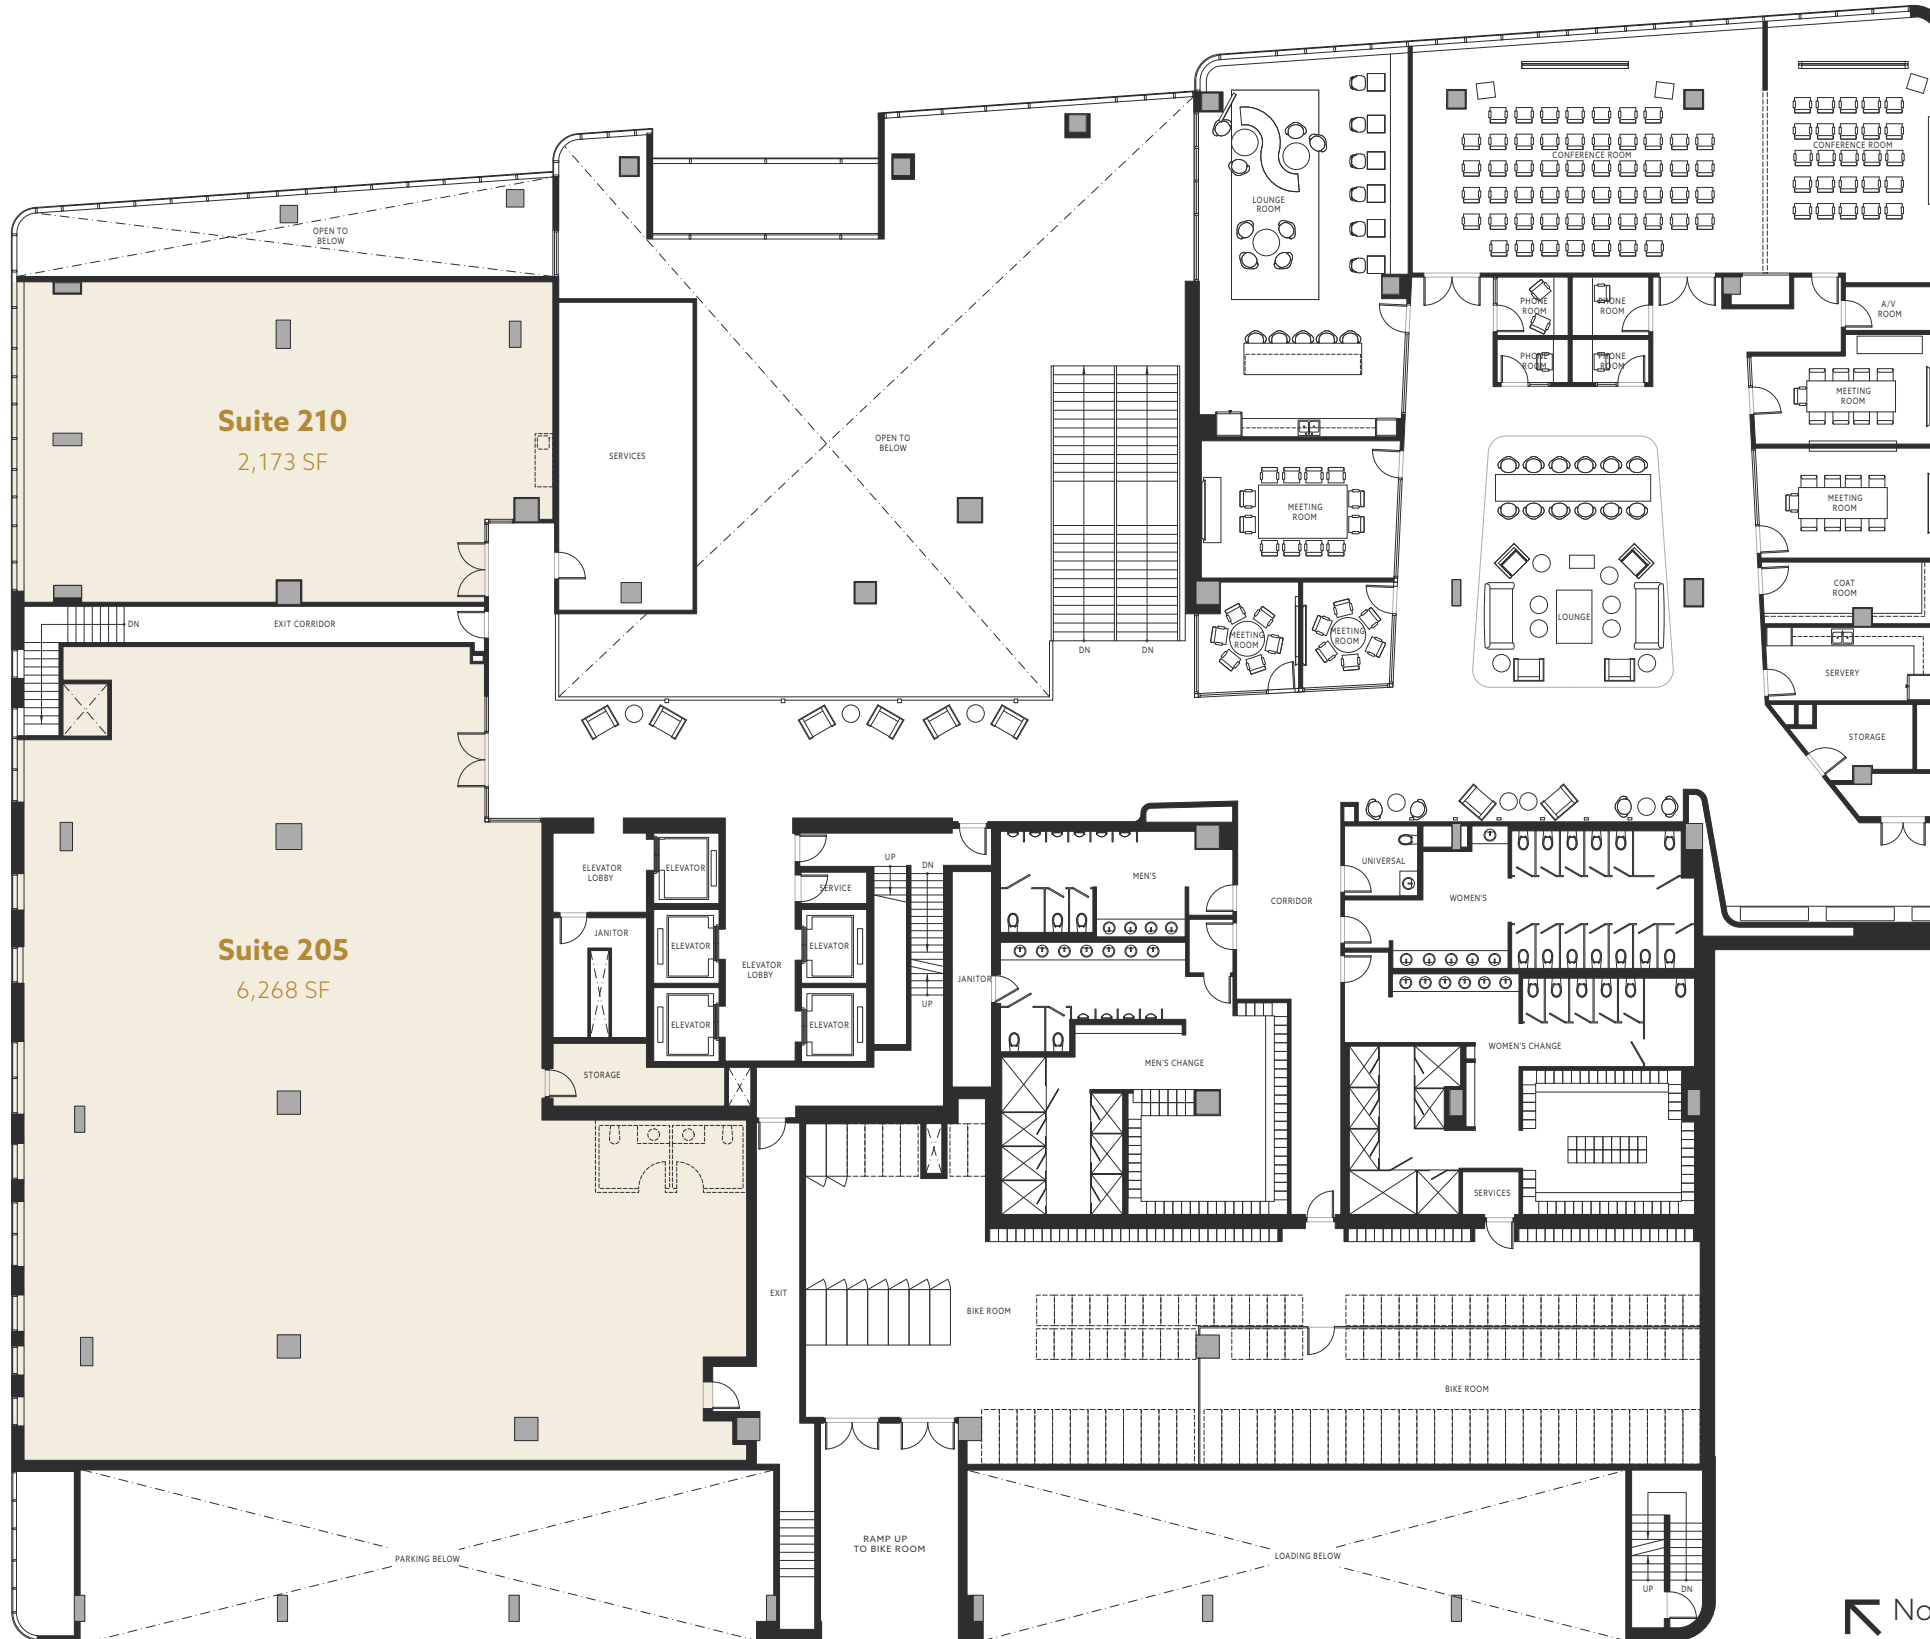 CONFERENCE ROOM
CONFERENCE ROOM
LOUNGE
ROOM
OPEN TO
BELOW
PHONE
ROOM
PHONE
ROOM
A/V
ROOM
PHONE
ROOM
PHONE
ROOM
MEETING
ROOM
Suite 210
2,173 SF
SERVICES
OPEN TO
BELOW
MEETING
ROOM
MEETING
ROOM
COAT
ROOM
LOUNGE
DN
EXIT CORRIDOR
MEETING
ROOM
MEETING
ROOM
DN
DN
SERVERY
STORAGE
ELEVATOR
LOBBY
ELEVATOR
UP
DN
SERVICE
MEN'S
UNIVERSAL
WOMEN'S
CORRIDOR
JANITOR
ELEVATOR
ELEVATOR
Suite 205
6,268 SF
ELEVATOR
LOBBY
JANITOR
UP
ELEVATOR
ELEVATOR
WOMEN'S CHANGE
MEN'S CHANGE
STORAGE
SERVICES
EXIT
BIKE ROOM
BIKE ROOM
RAMP UP
TO BIKE ROOM
PARKING BELOW
LOADING BELOW
UP
DN
No